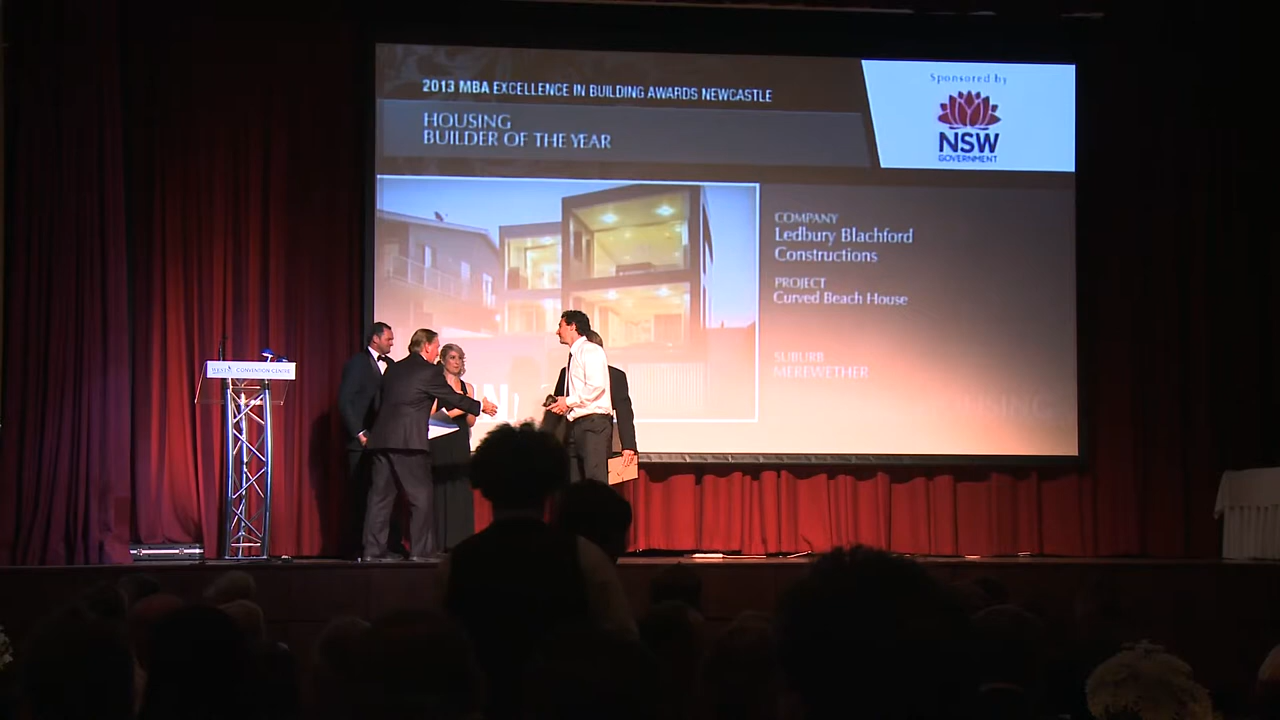 2013 MBA EXCELLENCE IN BUILDING AWARDS NEWCASTLE
HOUSING
BUILDER OF THE YEAR
Sponsored by
NSW
GOVERNMENT
COMPANY
Ledbury Blachford
Constructions
PROJECT
Curved Beach House
SUBURB
MEREWETHER
CONVENTION CENTRE